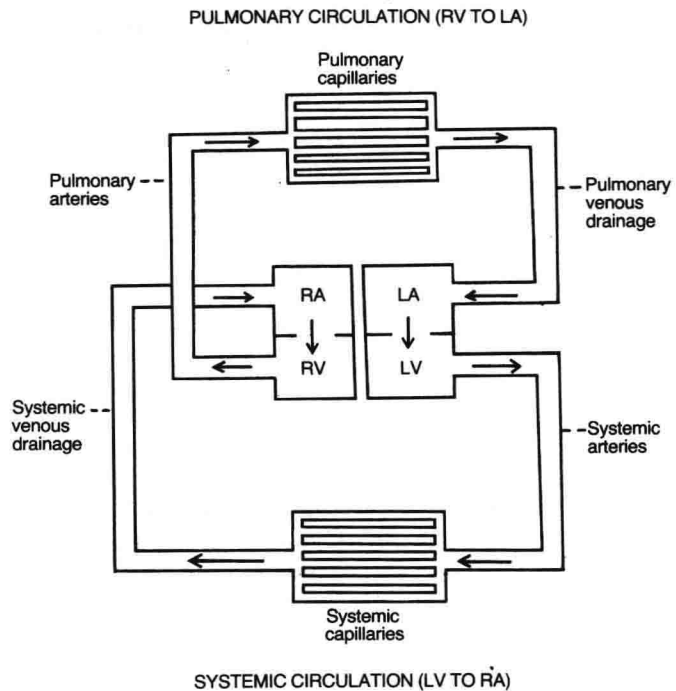 PULMONARY CIRCULATION (RV TO LA)
Pulmonary
capillaries
Pulmonary
arteries
Pulmonary
venous
drainage
RA
LA
RV
LV
Systemic
venous
drainage
Systemic
arteries
Systemic
capillaries
SYSTEMIC CIRCULATION (LV TO RA)